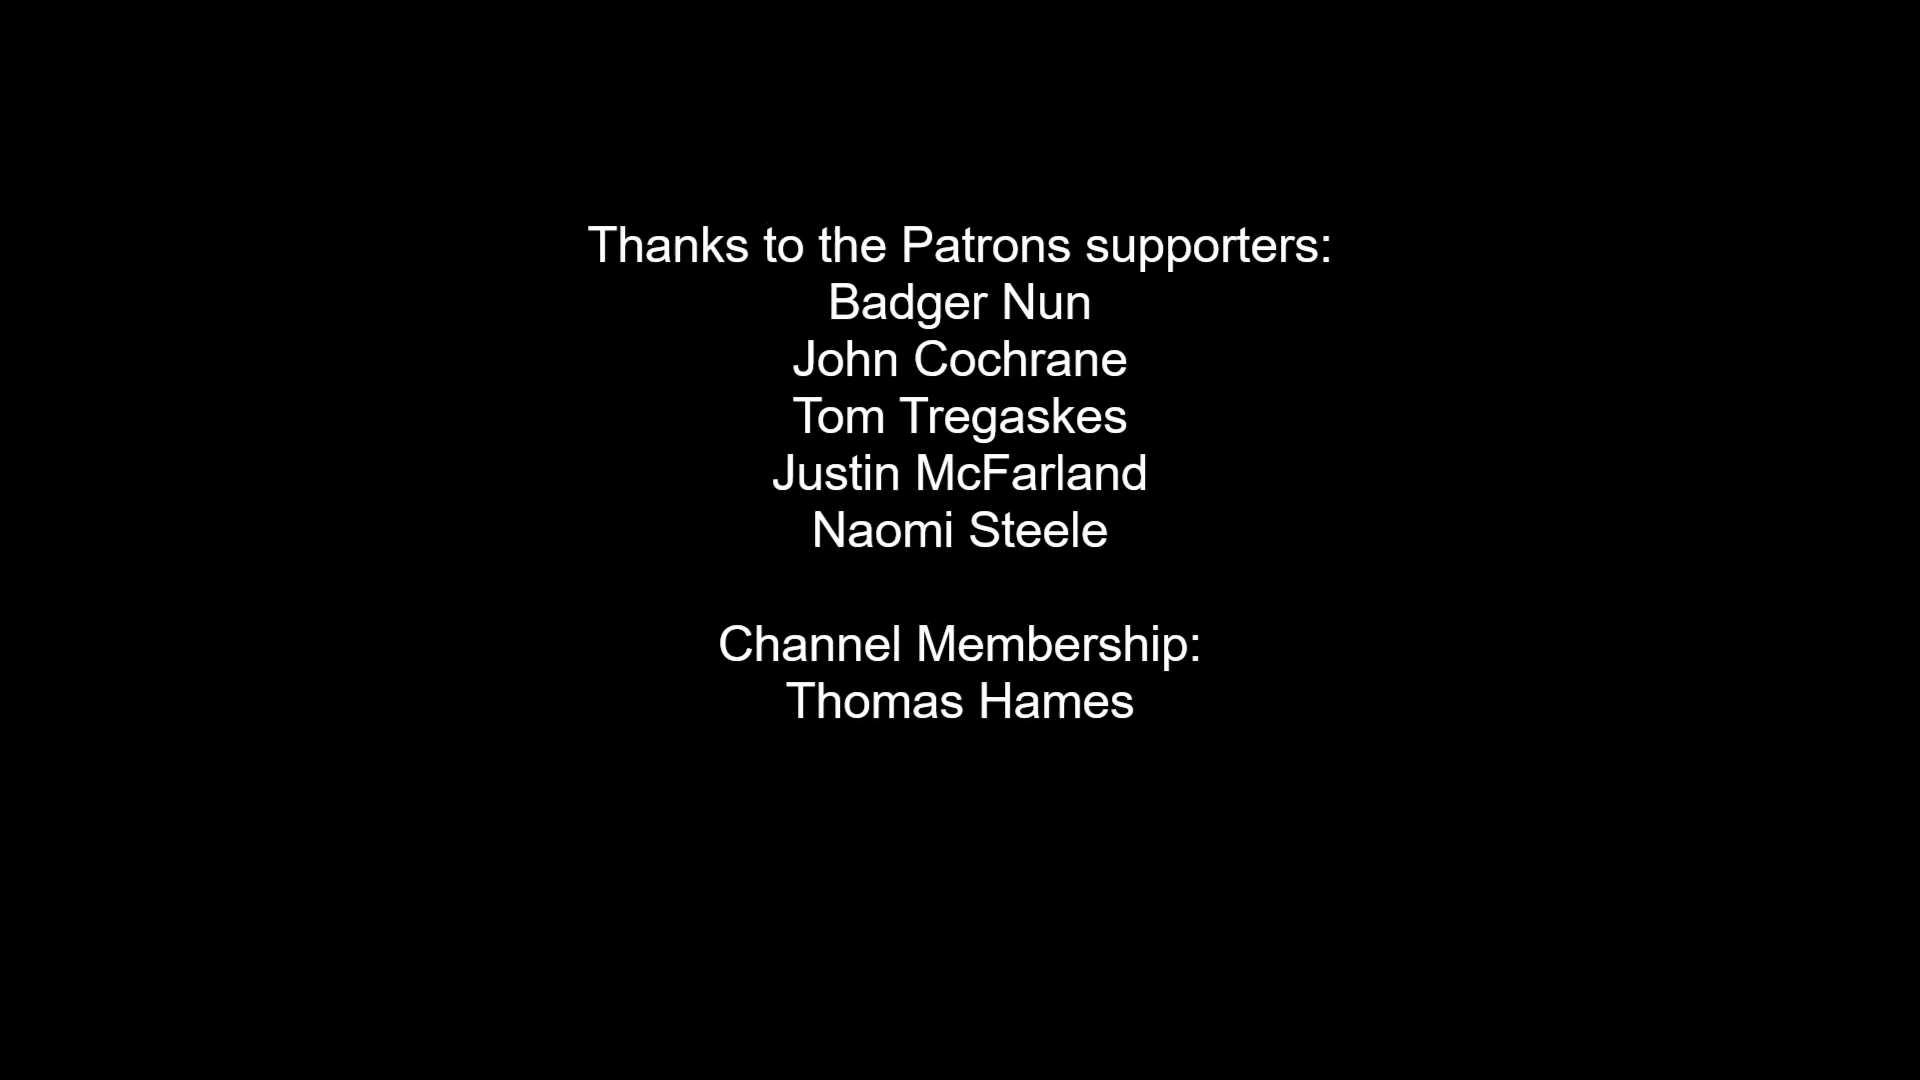 Thanks to the Patrons supporters:
Badger Nun
John Cochrane
Tom Tregaskes
Justin McFarland
Naomi Steele
Channel Membership:
Thomas Hames